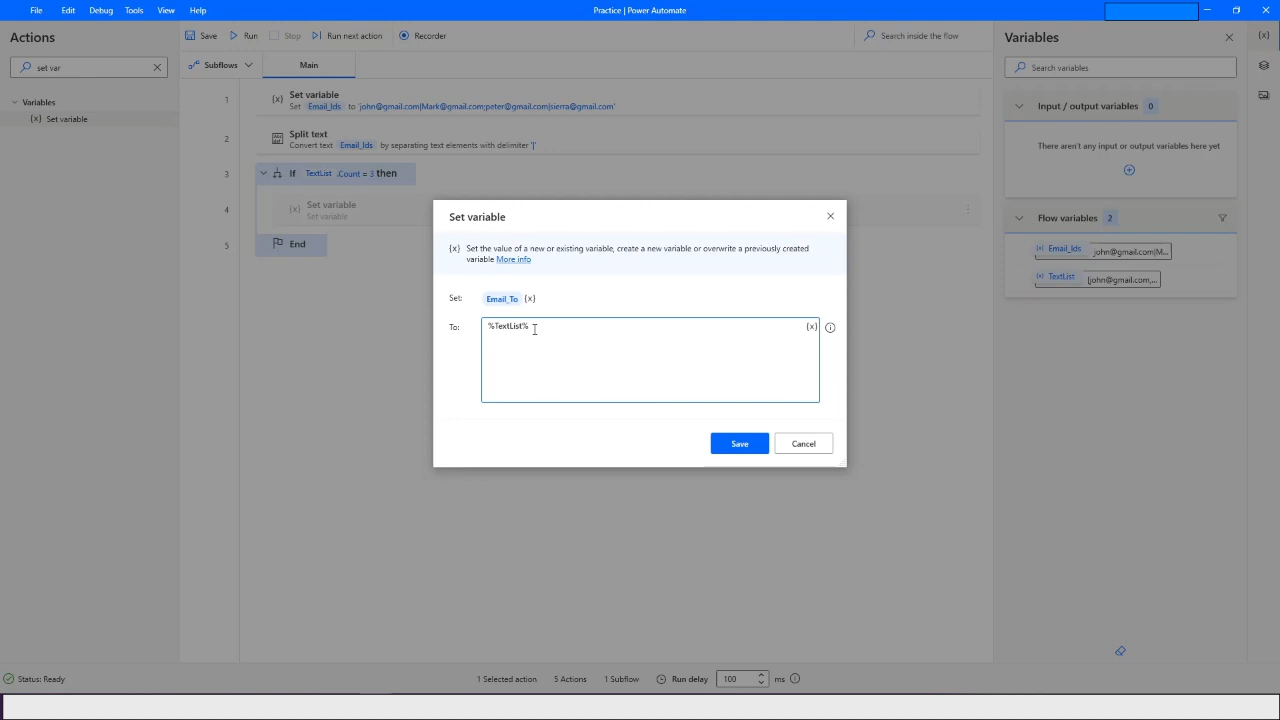 File Edit Debug Tools View Help Practice | Power Automate
Actions
Save Run Stop Run next action Recorder Search inside the flow
Variables
set var
Subflows Main
Search variables
Variables
Set variable
1 Set variable
Set Email_Ids to 'john@gmail.com|Mark@gmail.com;peter@gmail.com|sierra@gmail.com'
2 Split text
Convert text Email_Ids by separating text elements with delimiter '|'
3 If TextList .Count = 3 then
4 Set variable
Set variable
5 End
Input / output variables 0
There aren't any input or output variables here yet
Flow variables 2
Email_Ids john@gmail.com|M...
TextList [john@gmail.com,...
Set variable
{x} Set the value of a new or existing variable, create a new variable or overwrite a previously created
variable More info
Set: Email_To {x}
To: %TextList% {x}
Save Cancel
Status: Ready 1 Selected action 5 Actions 1 Subflow Run delay 100 ms